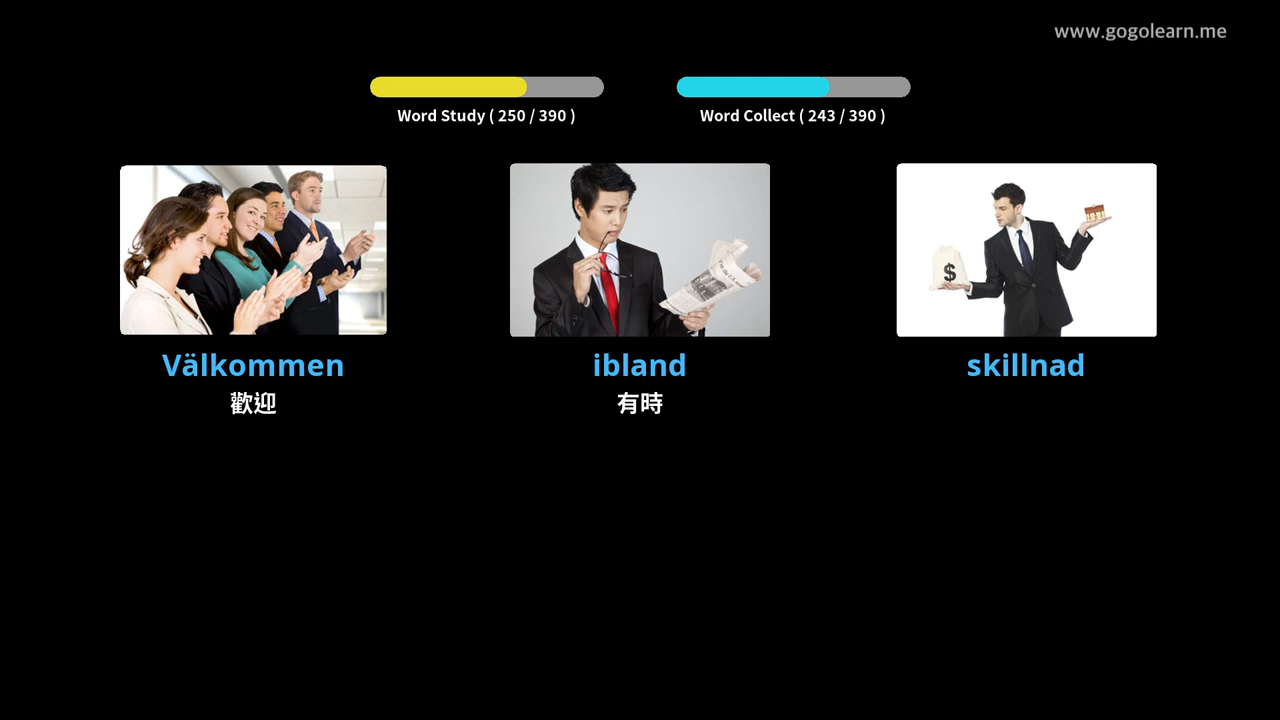 www.gogolearn.me
Word Study ( 250 / 390 )
Word Collect ( 243 / 390 )
$
Välkommen
ibland
skillnad
歡迎
有時